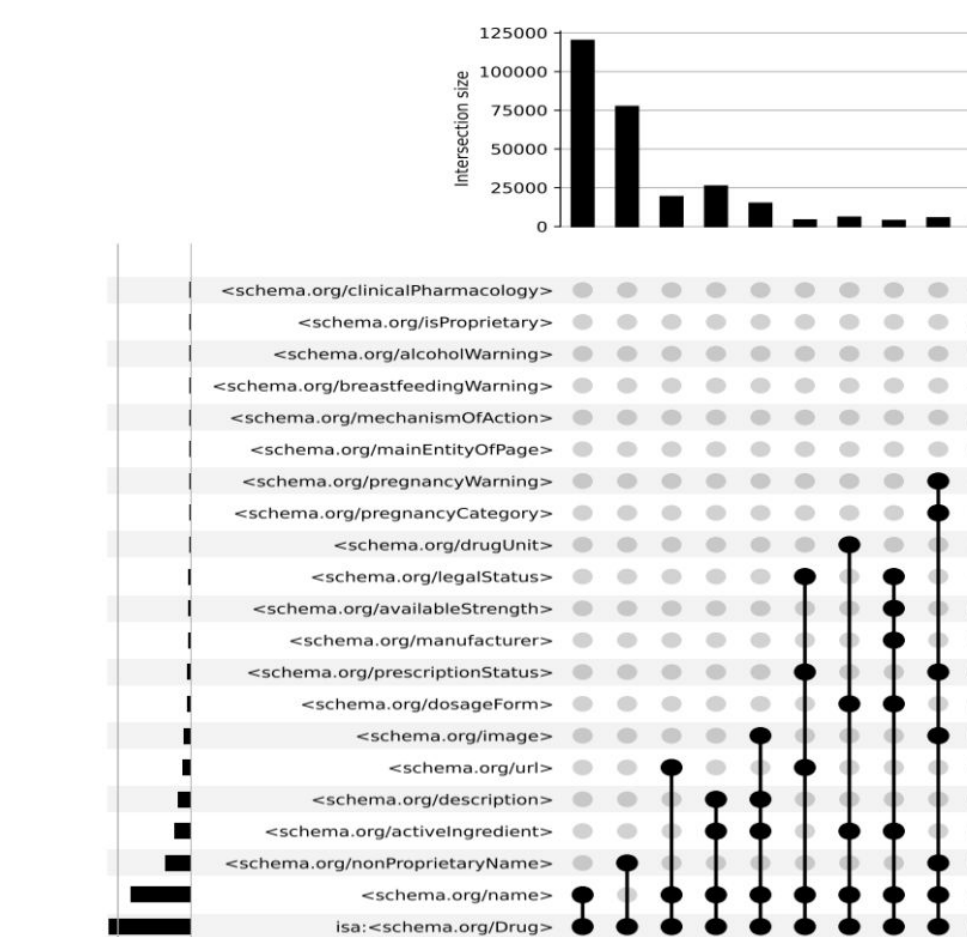 125000
100000
75000
50000
25000
0
Intersection size
<schema.org/clinicalPharmacology>
<schema.org/isProprietary>
<schema.org/alcoholWarning>
<schema.org/breastfeedingWarning>
<schema.org/mechanismOfAction>
<schema.org/mainEntityOfPage>
<schema.org/pregnancyWarning>
<schema.org/pregnancyCategory>
<schema.org/drugUnit>
<schema.org/legalStatus>
<schema.org/availableStrength>
<schema.org/manufacturer>
<schema.org/prescriptionStatus>
<schema.org/dosageForm>
<schema.org/image>
<schema.org/url>
<schema.org/description>
<schema.org/activeIngredient>
<schema.org/nonProprietaryName>
<schema.org/name>
isa:<schema.org/Drug>